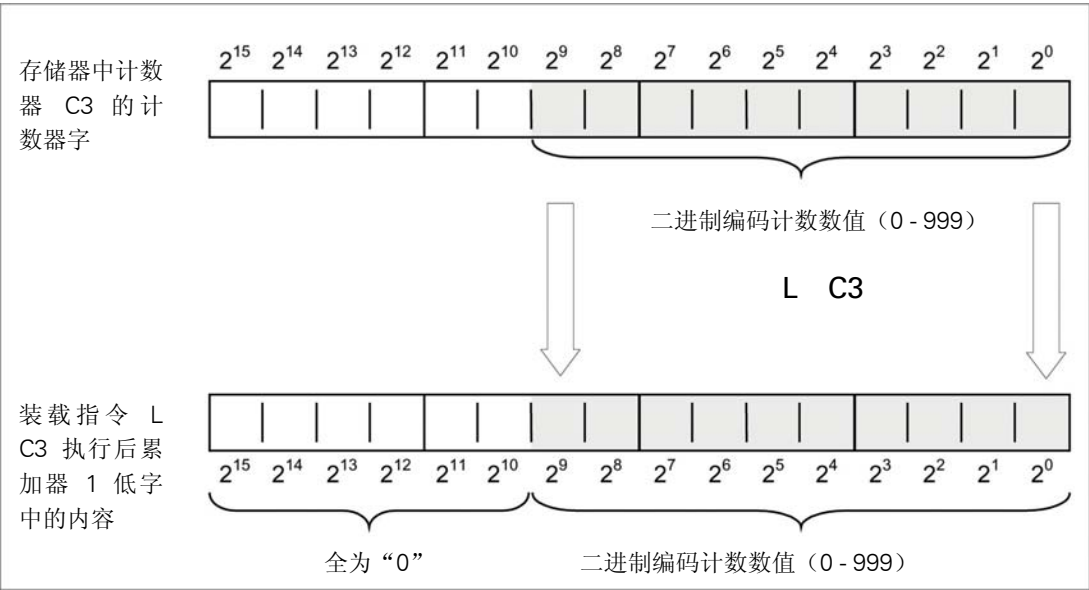 2^15 2^14 2^13 2^12 2^11 2^10 2^9 2^8 2^7 2^6 2^5 2^4 2^3 2^2 2^1 2^0
存储器中计数
器 C3 的计
数器字
二进制编码计数数值（0 - 999）
L C3
装载指令 L
C3 执行后累
加器 1 低字
中的内容
2^15 2^14 2^13 2^12 2^11 2^10 2^9 2^8 2^7 2^6 2^5 2^4 2^3 2^2 2^1 2^0
全为“0” 二进制编码计数数值（0 - 999）